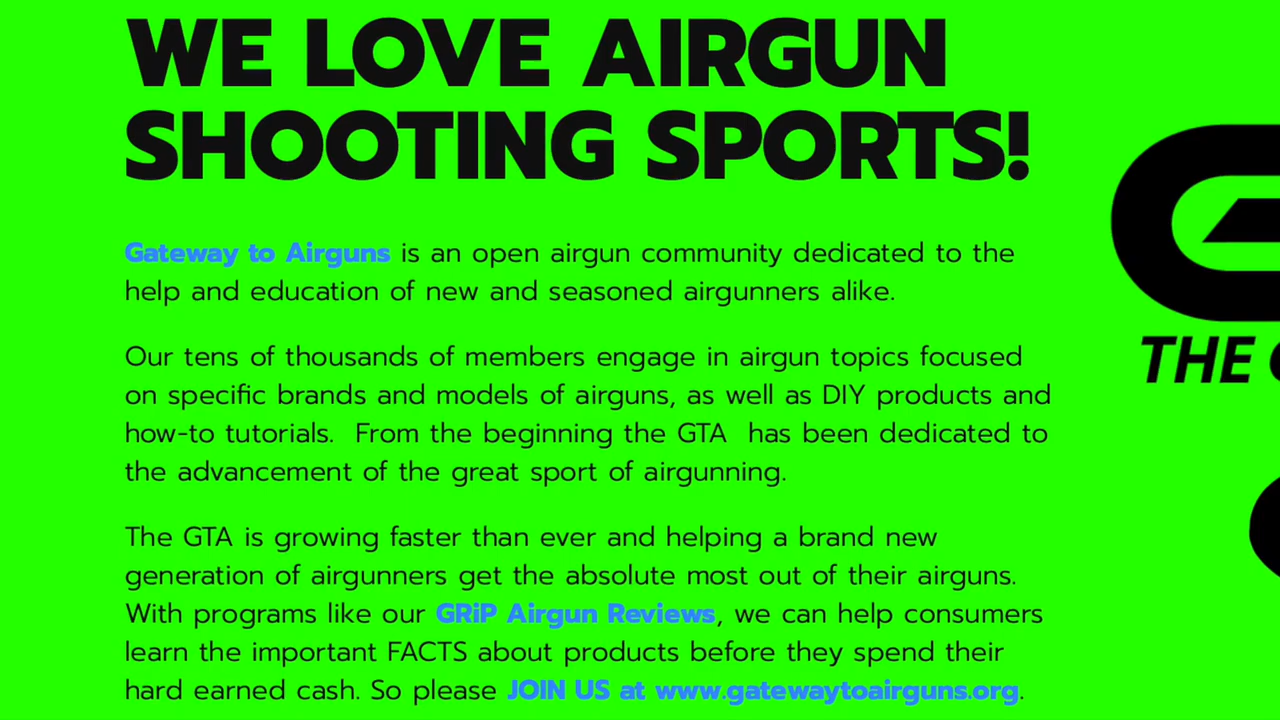 WE LOVE AIRGUN
SHOOTING SPORTS!
Gateway to Airguns is an open airgun community dedicated to the
help and education of new and seasoned airgunners alike.
Our tens of thousands of members engage in airgun topics focused
on specific brands and models of airguns, as well as DIY products and
how-to tutorials.  From the beginning the GTA  has been dedicated to
the advancement of the great sport of airgunning.
The GTA is growing faster than ever and helping a brand new
generation of airgunners get the absolute most out of their airguns.
With programs like our GRiP Airgun Reviews, we can help consumers
learn the important FACTS about products before they spend their
hard earned cash. So please JOIN US at www.gatewaytoairguns.org.
THE